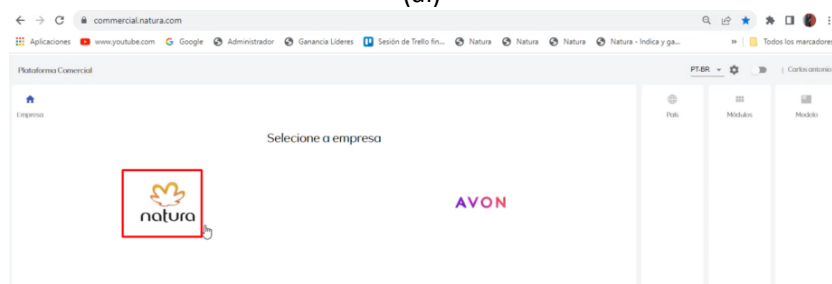 (a.)
commercial.natura.com
Aplicaciones www.youtube.com Google Administrador Ganancia Líderes Sesión de Trello fin... Natura Natura Natura Natura - Indica y ga... » Todos los marcadores
Plataforma Comercial PT-BR | Carlos antonio
Empresa País Módulos Modelo
Selecione a empresa
natura AVON